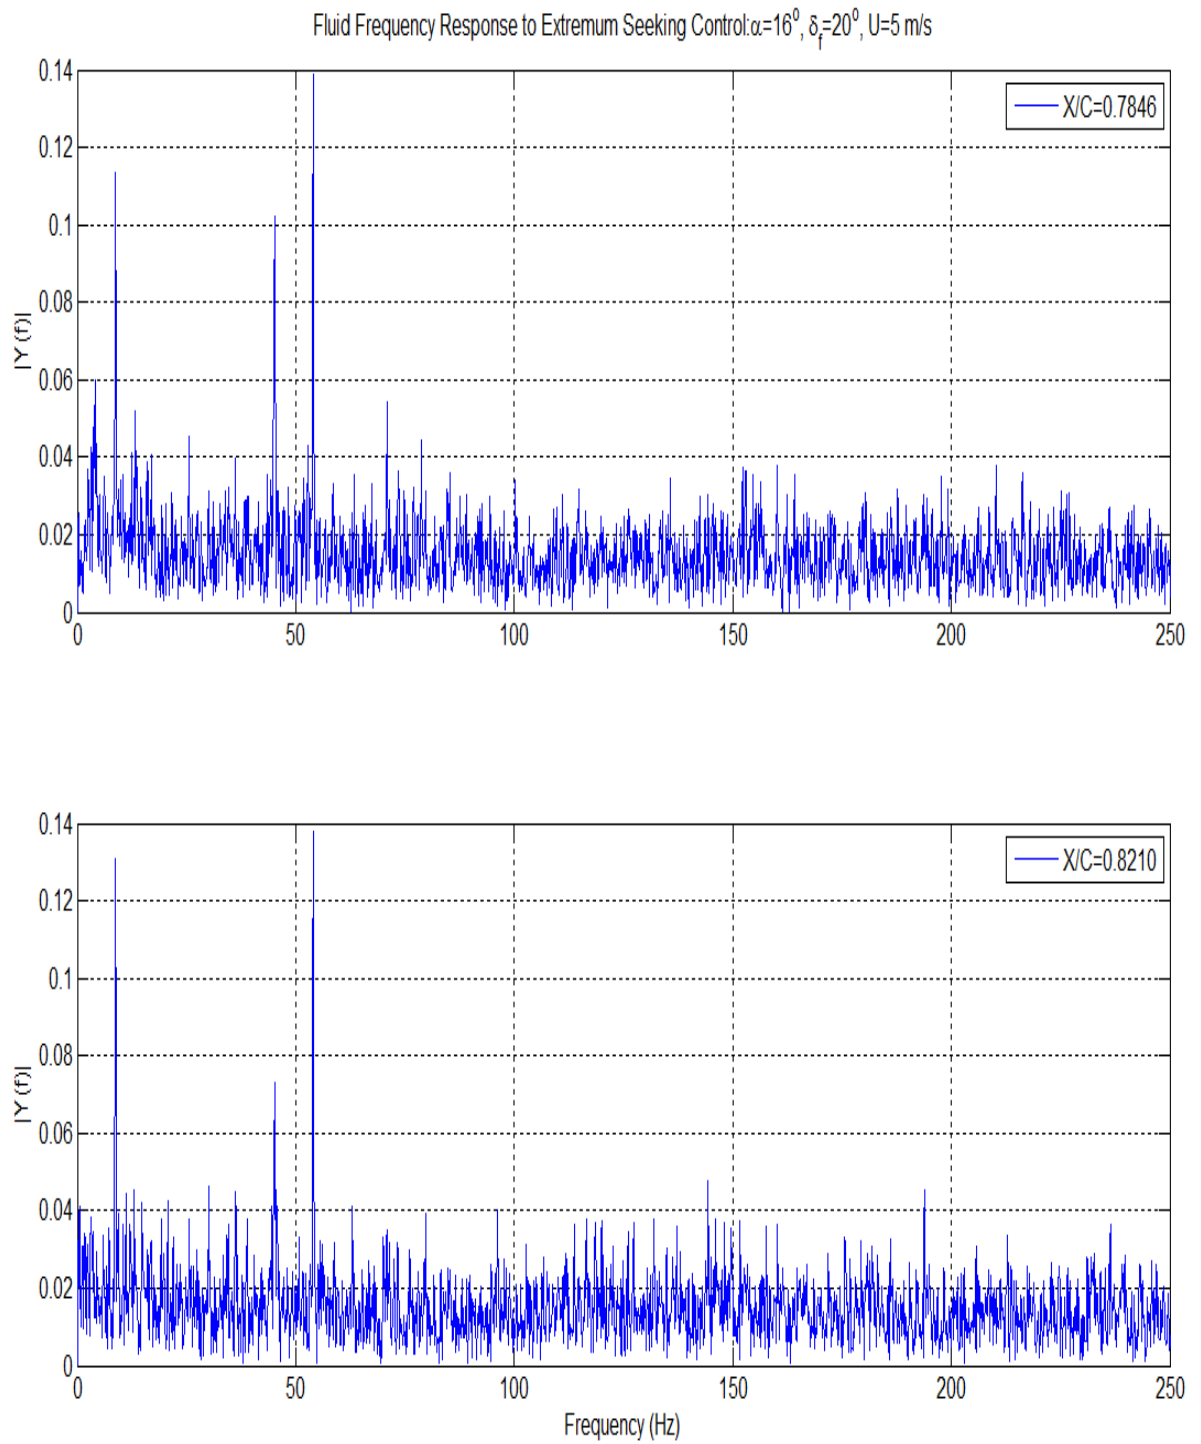 Fluid Frequency Response to Extremum Seeking Control:α=16°, δf=20°, U=5 m/s
0.14
X/C=0.7846
0.12
0.1
0.08
|Y(f)|
0.06
0.04
0.02
0
0 50 100 150 200 250
0.14
X/C=0.8210
0.12
0.1
0.08
|Y(f)|
0.06
0.04
0.02
0
0 50 100 150 200 250
Frequency (Hz)